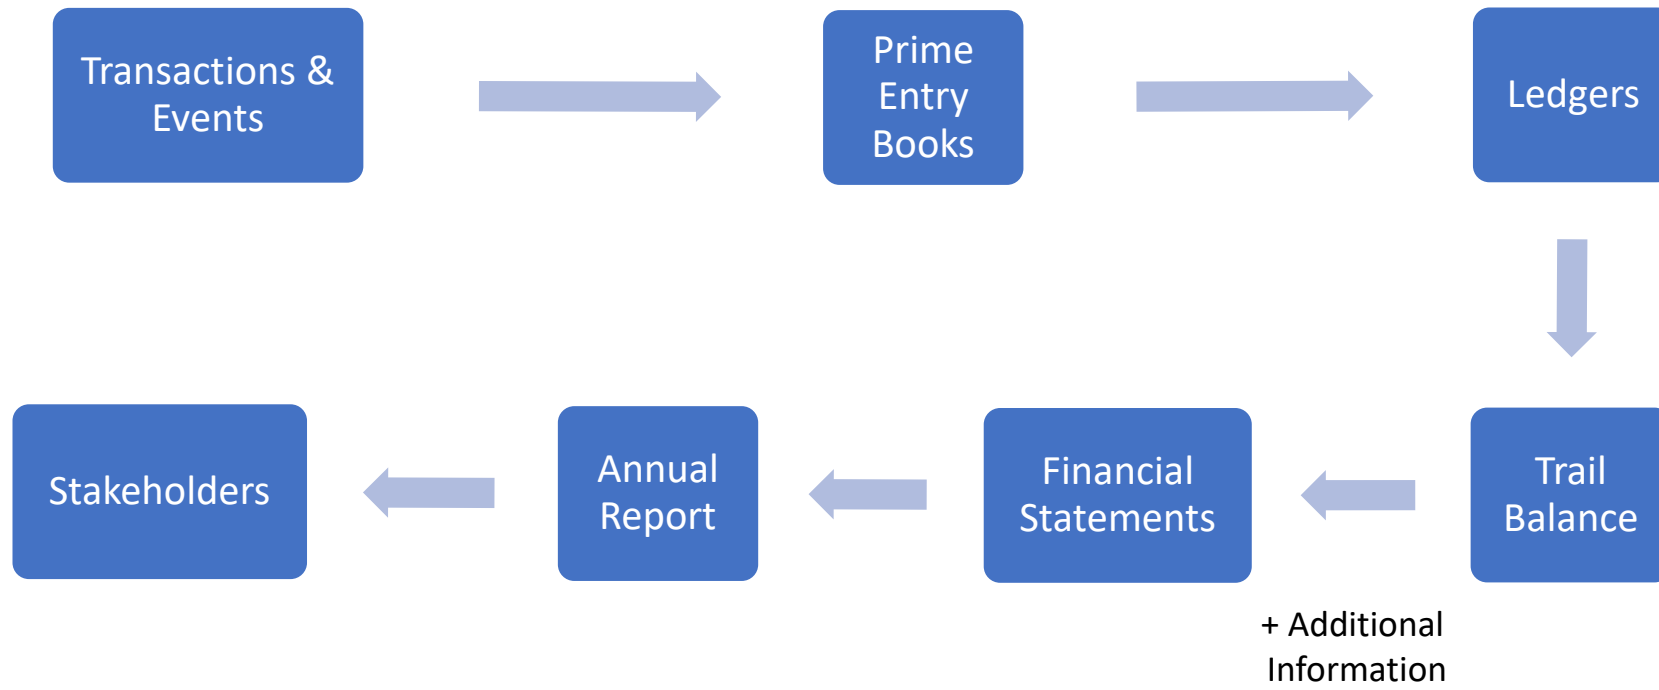 Transactions &
Events
Prime
Entry
Books
Ledgers
Stakeholders
Annual
Report
Financial
Statements
Trail
Balance
+ Additional
Information